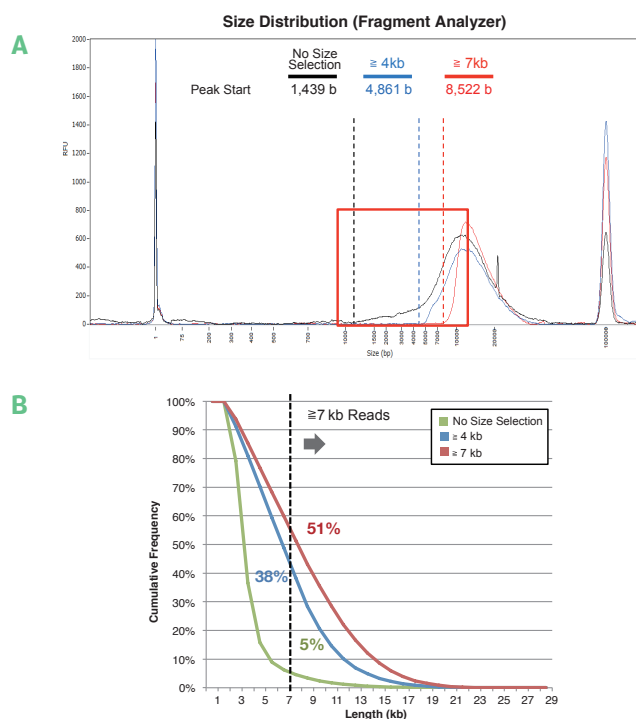 Size Distribution (Fragment Analyzer)
A
No Size Selection
≧ 4kb
≧ 7kb
Peak Start
1,439 b
4,861 b
8,522 b
RFU
2000
1800
1600
1400
1200
1000
800
600
400
200
0
1
75
200
300
400
500
700
1000
1500
2000
3000
4000
5000
7000
10000
20000
100000
Size (bp)
B
≧7 kb Reads
No Size Selection
≧ 4 kb
≧ 7 kb
Cumulative Frequency
100%
90%
80%
70%
60%
50%
40%
30%
20%
10%
0%
51%
38%
5%
1 3 5 7 9 11 13 15 17 19 21 23 25 27 29
Length (kb)